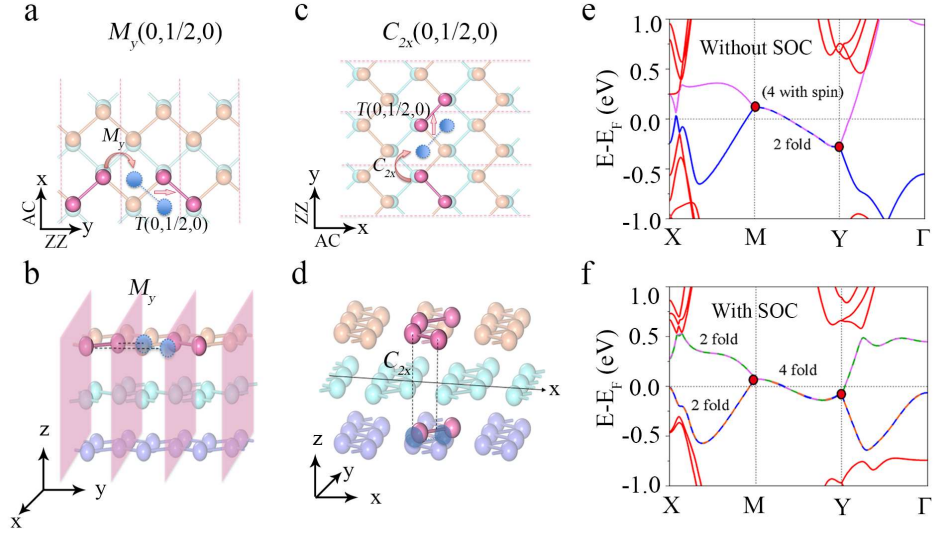 a
M_y(0,1/2,0)
M_y
T(0,1/2,0)
x
AC
ZZ
y
b
M_y
z
y
x
c
C_2x(0,1/2,0)
T(0,1/2,0)
C_2x
y
ZZ
AC
x
d
C_2x
x
z
y
x
e
1.0
0.5
0.0
-0.5
-1.0
E-E_F (eV)
Without SOC
(4 with spin)
2 fold
X
M
Y
Γ
f
1.0
0.5
0.0
-0.5
-1.0
E-E_F (eV)
With SOC
2 fold
4 fold
2 fold
X
M
Y
Γ